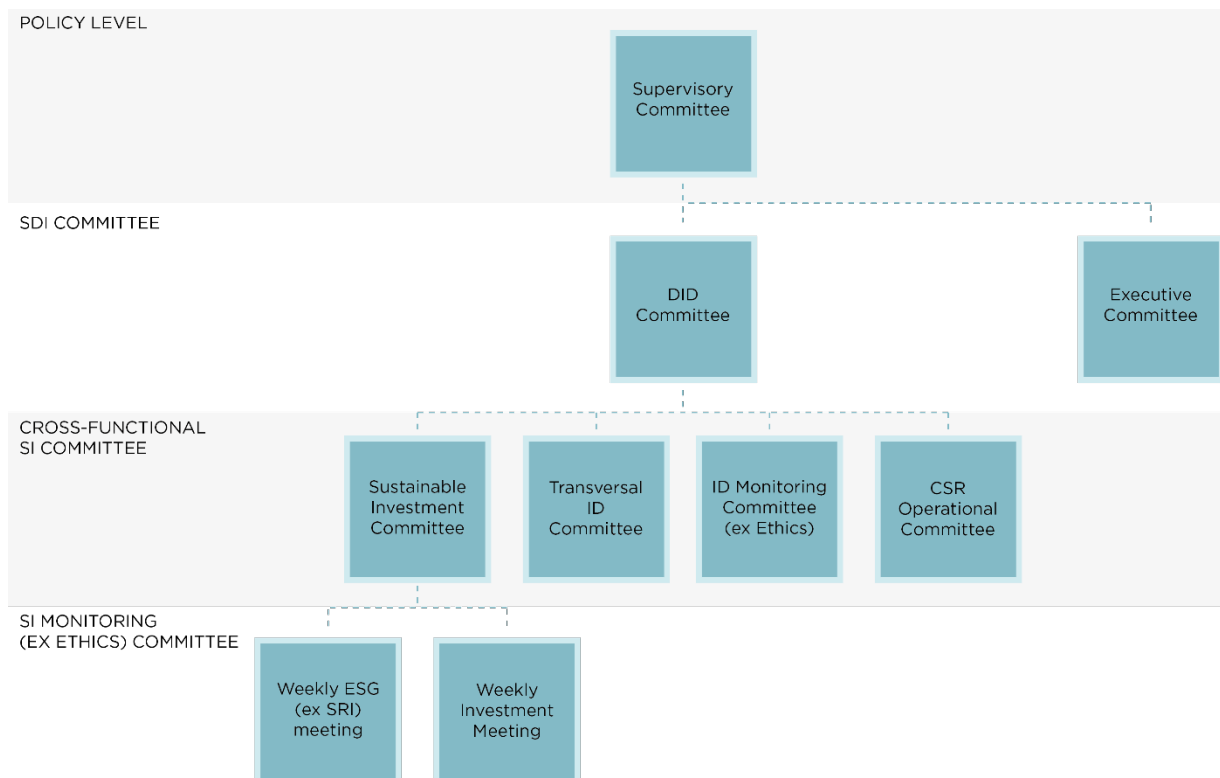 POLICY LEVEL
Supervisory
Committee
SDI COMMITTEE
DID
Committee
Executive
Committee
CROSS-FUNCTIONAL
SI COMMITTEE
Sustainable
Investment
Committee
Transversal
ID
Committee
ID Monitoring
Committee
(ex Ethics)
CSR
Operational
Committee
SI MONITORING
(EX ETHICS) COMMITTEE
Weekly ESG
(ex SRI)
meeting
Weekly
Investment
Meeting